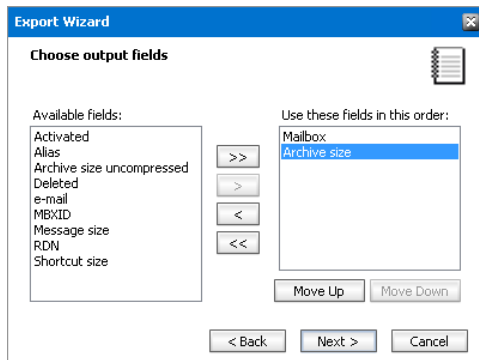 Export Wizard
Choose output fields
Available fields:
Activated
Alias
Archive size uncompressed
Deleted
e-mail
MBXID
Message size
RDN
Shortcut size
>>
>
<
<<
Use these fields in this order:
Mailbox
Archive size
Move Up
Move Down
< Back
Next >
Cancel